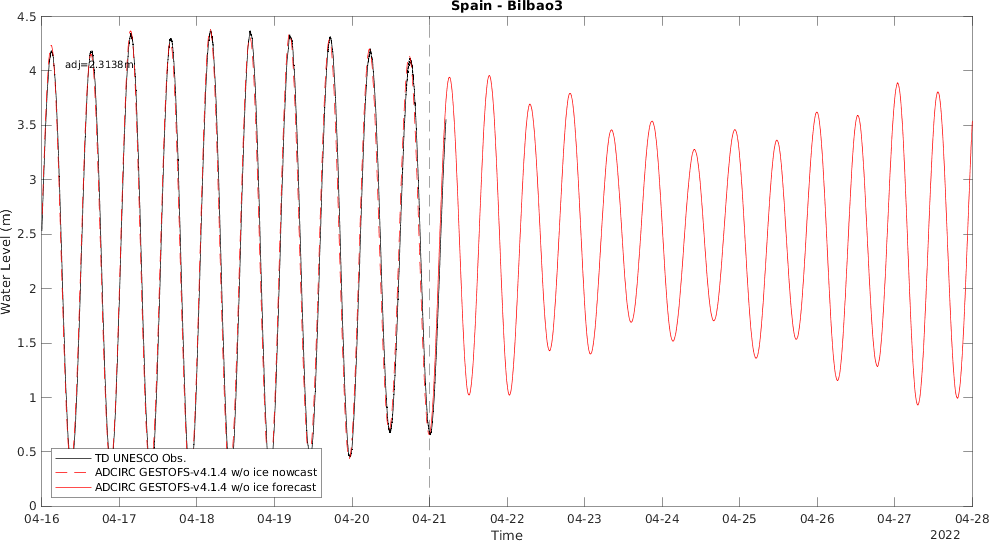 Spain - Bilbao3
4.5
4
3.5
3
2.5
2
1.5
1
0.5
0
Water Level (m)
adj=2.3138m
TD UNESCO Obs.
ADCIRC GESTOFS-v4.1.4 w/o ice nowcast
ADCIRC GESTOFS-v4.1.4 w/o ice forecast
04-16 04-17 04-18 04-19 04-20 04-21 04-22 04-23 04-24 04-25 04-26 04-27 04-28
Time
2022